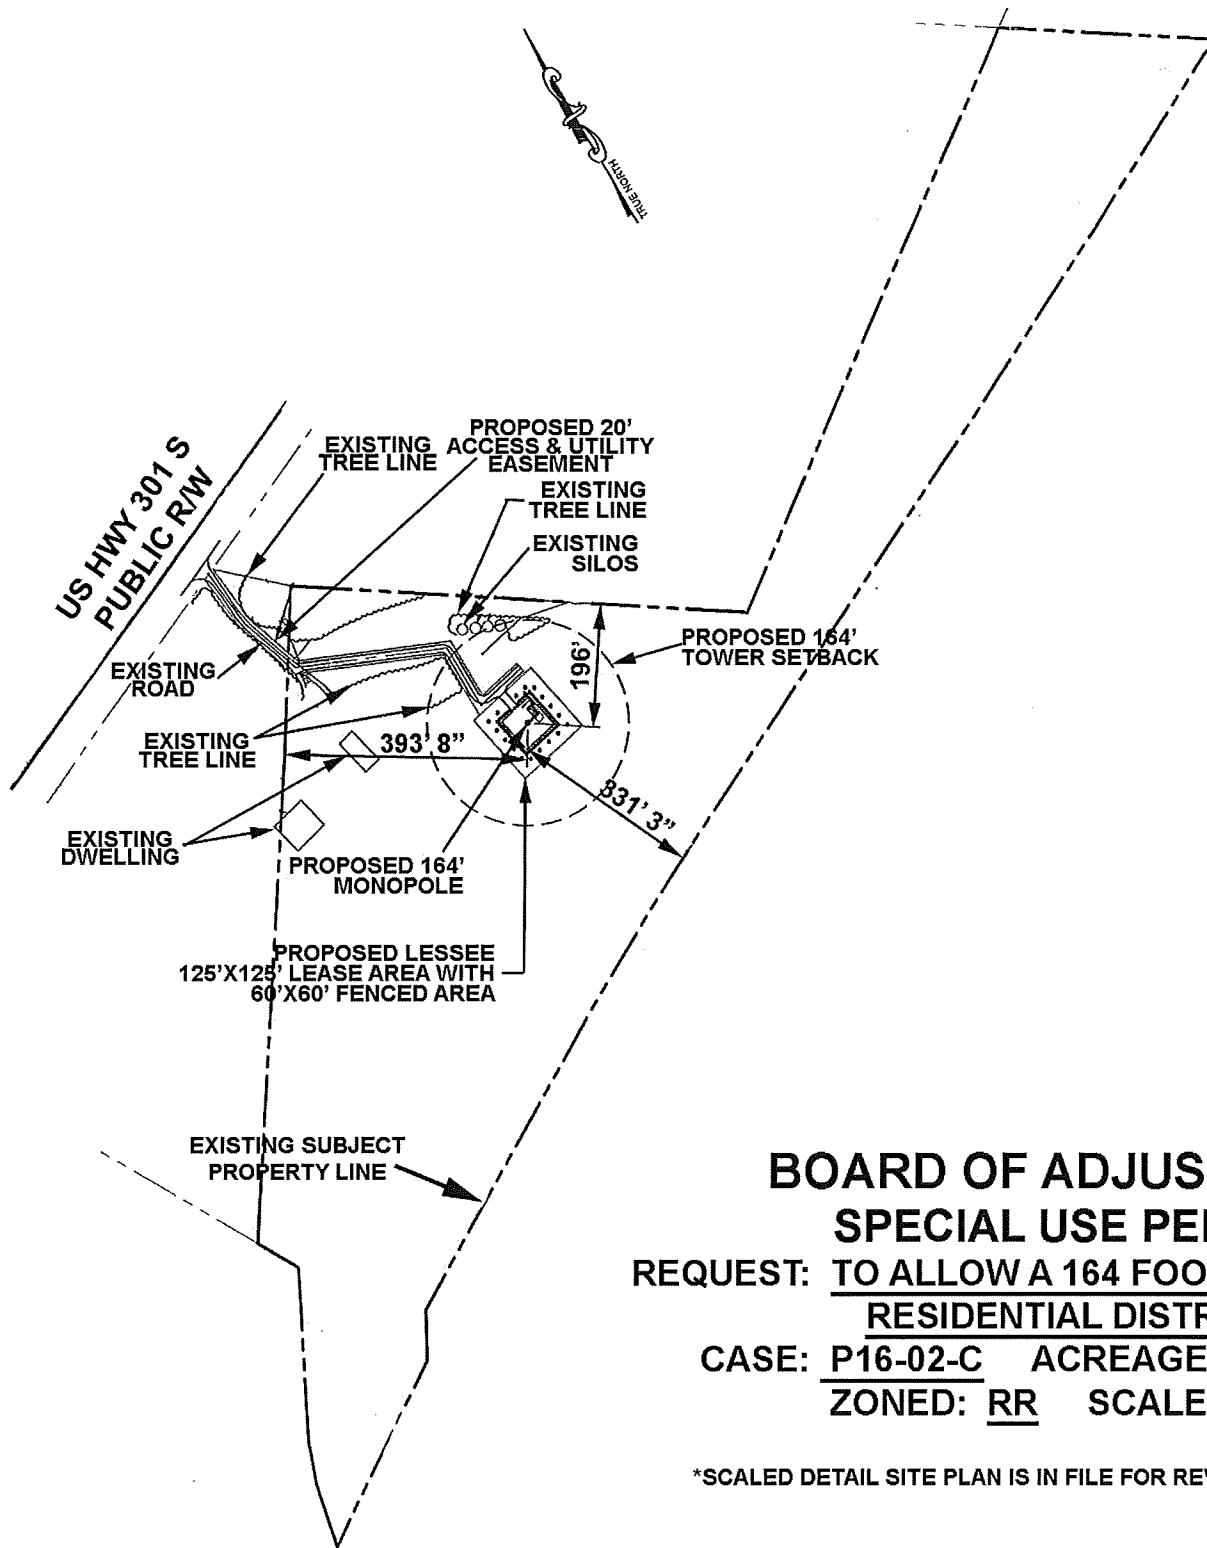 TRUE NORTH
US HWY 301 S
PUBLIC R/W
EXISTING
TREE LINE
PROPOSED 20'
ACCESS & UTILITY
EASEMENT
EXISTING
TREE LINE
EXISTING
SILOS
PROPOSED 164'
TOWER SETBACK
196'
EXISTING
ROAD
EXISTING
TREE LINE
393' 8"
331' 3"
EXISTING
DWELLING
PROPOSED 164'
MONOPOLE
PROPOSED LESSEE
125'X125' LEASE AREA WITH
60'X60' FENCED AREA
EXISTING SUBJECT
PROPERTY LINE
BOARD OF ADJUS
SPECIAL USE PE
REQUEST: TO ALLOW A 164 FOO
RESIDENTIAL DISTR
CASE: P16-02-C ACREAGE
ZONED: RR SCALE
*SCALED DETAIL SITE PLAN IS IN FILE FOR REV